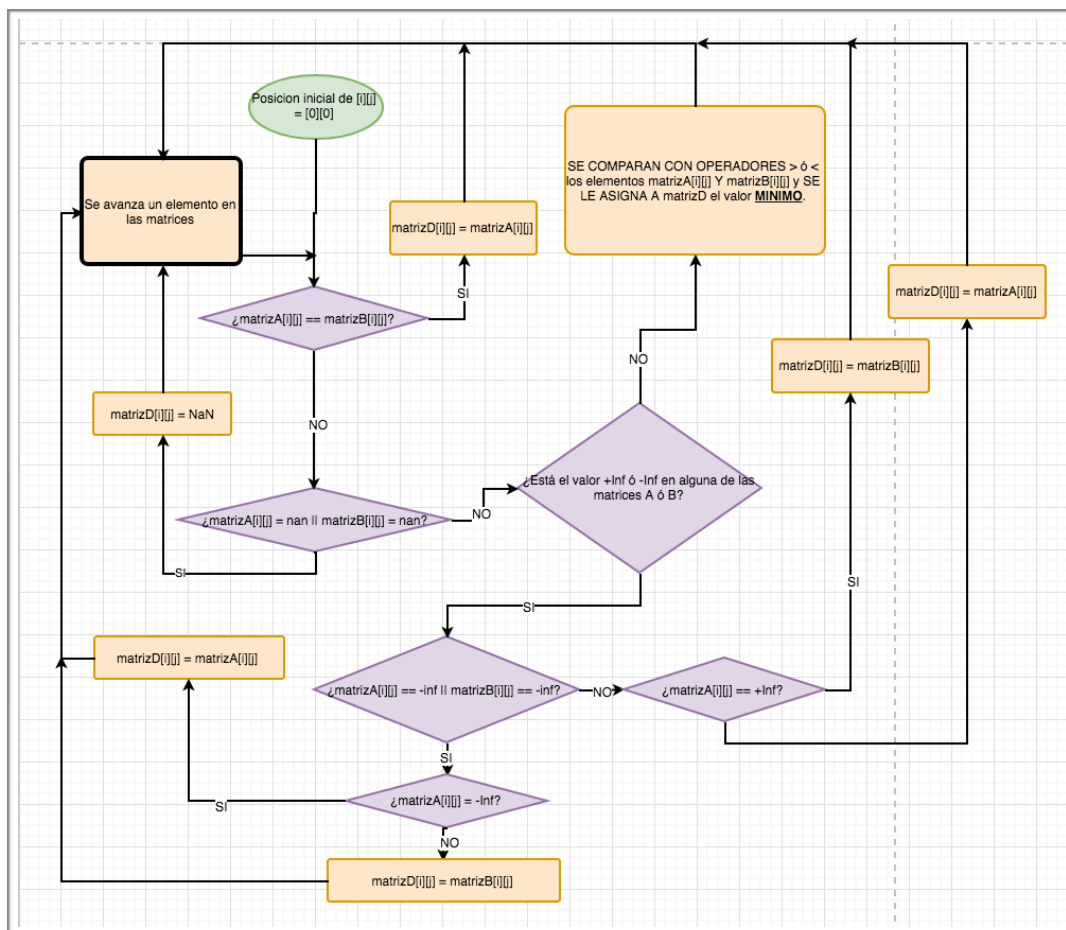 Posicion inicial de [i][j]
= [0][0]
SE COMPARAN CON OPERADORES > ó <
los elementos matrizA[i][j] Y matrizB[i][j] y SE
LE ASIGNA A matrizD el valor MINIMO.
Se avanza un elemento en
las matrices
matrizD[i][j] = matrizA[i][j]
matrizD[i][j] = matrizA[i][j]
SI
¿matrizA[i][j] == matrizB[i][j]?
NO
matrizD[i][j] = matrizB[i][j]
matrizD[i][j] = NaN
NO
¿Está el valor +Inf ó -Inf en alguna de las
matrices A ó B?
¿matrizA[i][j] = nan || matrizB[i][j] = nan?
NO
SI
SI
SI
matrizD[i][j] = matrizA[i][j]
¿matrizA[i][j] == -inf || matrizB[i][j] == -inf?
NO
¿matrizA[i][j] == +Inf?
SI
¿matrizA[i][j] = -Inf?
SI
NO
matrizD[i][j] = matrizB[i][j]